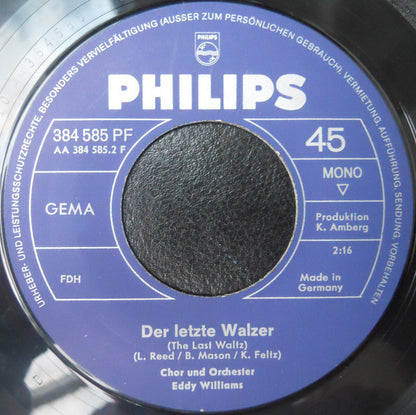 URHEBER- UND LEISTUNGSSCHUTZRECHTE, BESONDERS VERVIELFÄLTIGUNG (AUSSER ZUM PERSÖNLICHEN GEBRAUCH), VERMIETUNG, AUFFÜHRUNG, SENDUNG VORBEHALTEN
PHILIPS
PHILIPS
384 585 PF
AA 384 585.2 F
45
MONO
GEMA
Produktion
K. Amberg
2:16
FDH
Made in
Germany
Der letzte Walzer
(The Last Waltz)
(L. Reed / B. Mason / K. Feltz)
Chor und Orchester
Eddy Williams